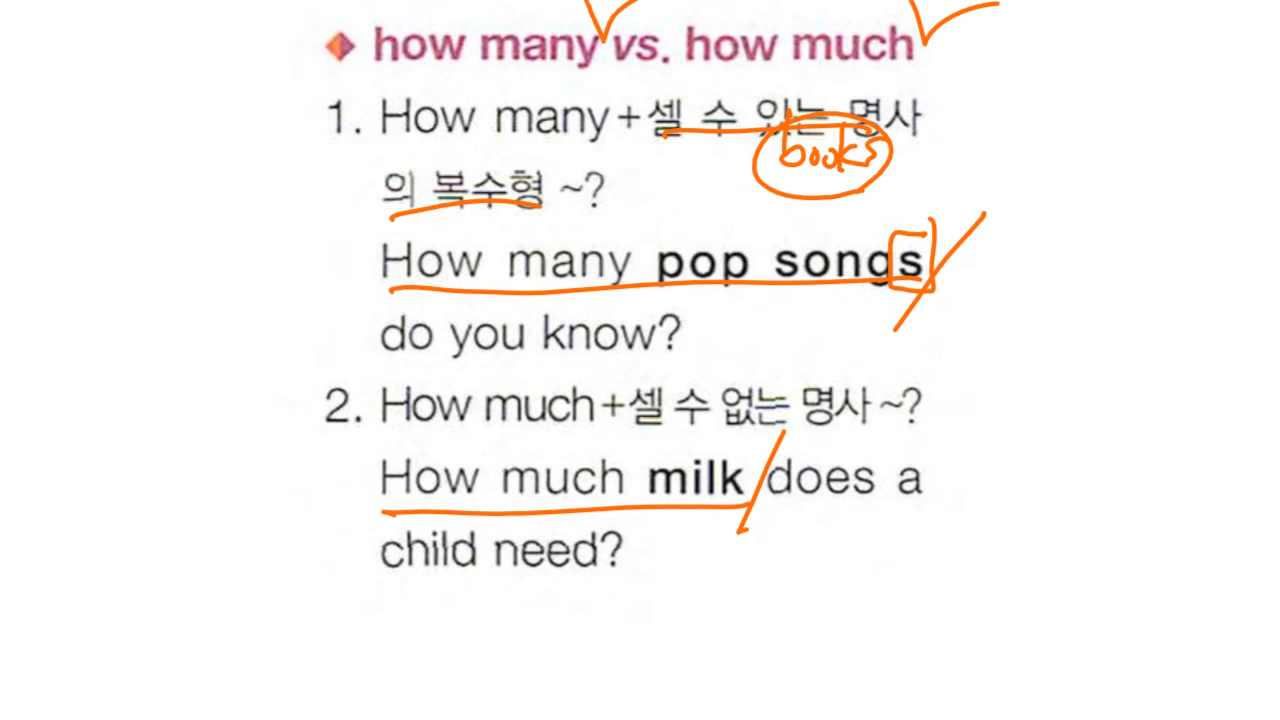 how many vs. how much
1. How many+셀 수 있는 명사
books
의 복수형 ~?
How many pop songs
do you know?
2. How much+셀 수 없는 명사 ~?
How much milk does a
child need?